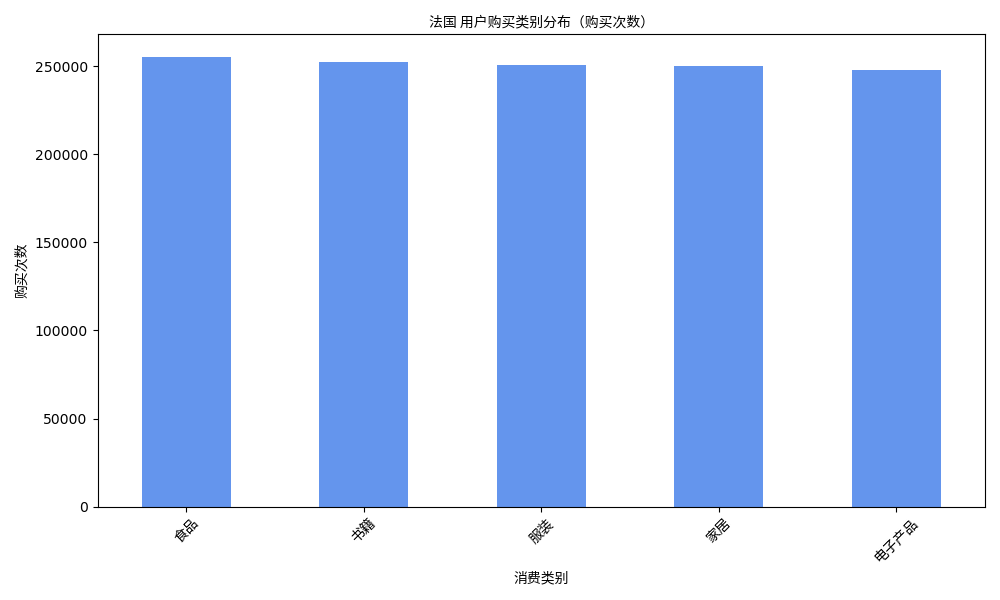 法国 用户购买类别分布（购买次数）
购买次数
250000
200000
150000
100000
50000
0
食品
书籍
服装
家居
电子产品
消费类别